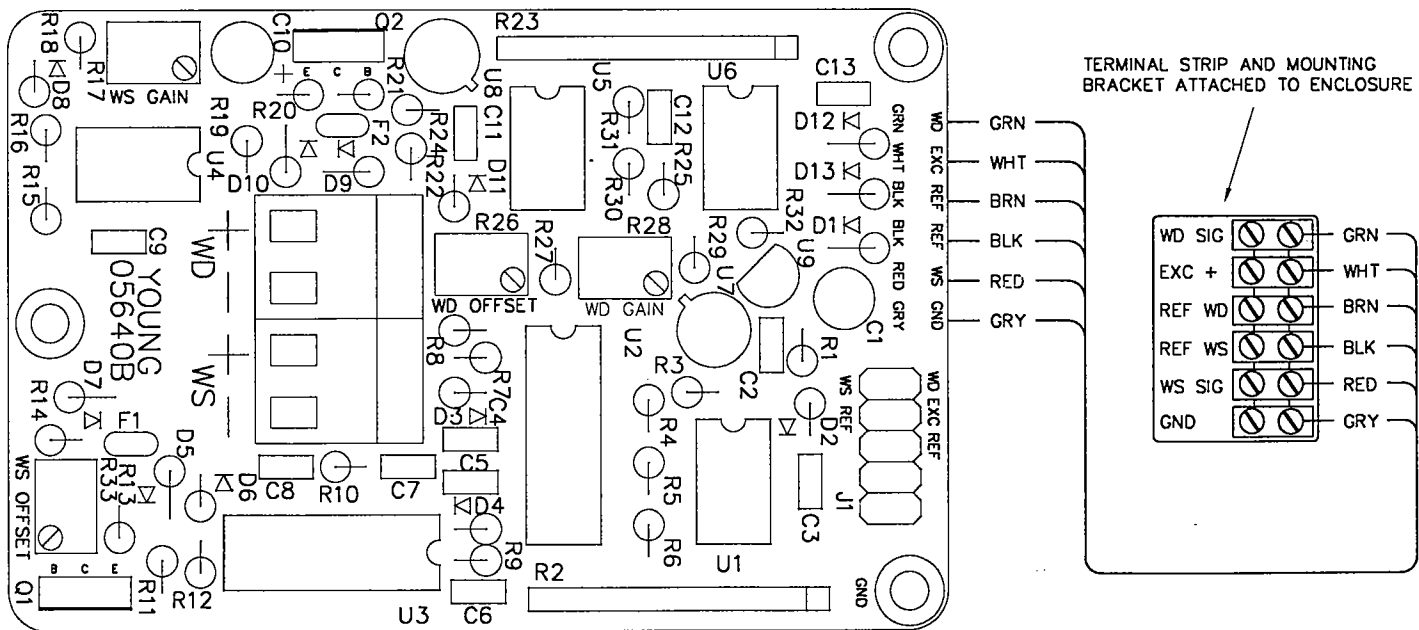 R18
D8
R17
WS GAIN
C10
+
Q2
E C B
R23
U8
R21
R20
R19
F2
R24
C11
R22
D11
D10
D9
U4
R16
R15
C9
YOUNG
05640B
WD
+
-
WS
+
-
U5
R31
C12
R25
R30
U6
C13
D12
D13
D1
R32
U9
R29
U7
R26
WD OFFSET
R27
R28
WD GAIN
U2
R8
R7
D3
C4
C5
D4
R9
C6
C7
R10
C8
D7
R14
F1
D5
D6
R33
R13
WS OFFSET
B C E
Q1
R11
R12
U3
R2
R3
R4
R5
R6
U1
C2
R1
C1
D2
C3
J1
WS REF
WD EXC REF
GND
GRN WHT BLK BLK RED GRY
WD EXC REF REF WS GND
GRN
WHT
BRN
BLK
RED
GRY
TERMINAL STRIP AND MOUNTING
BRACKET ATTACHED TO ENCLOSURE
WD SIG GRN
EXC + WHT
REF WD BRN
REF WS BLK
WS SIG RED
GND GRY